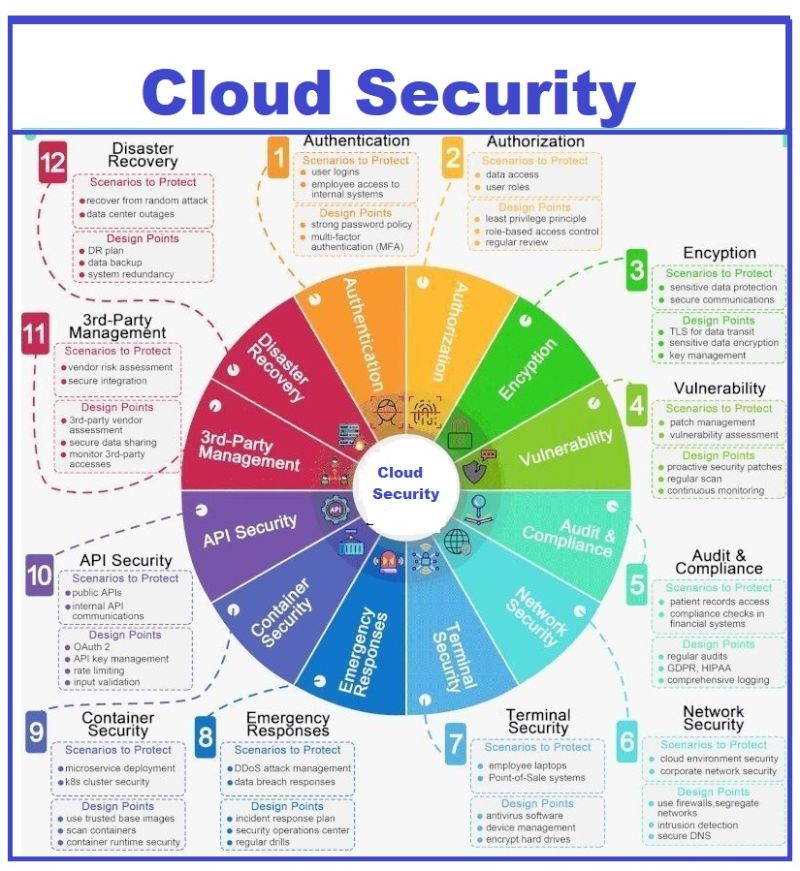 Cloud Security
12
Disaster
Recovery
Scenarios to Protect
recover from random attack
data center outages
Design Points
DR plan
data backup
system redundancy
1
Authentication
Scenarios to Protect
user logins
employee access to
internal systems
Design Points
strong password policy
multi-factor
authentication (MFA)
2
Authorization
Scenarios to Protect
data access
user roles
Design Points
least privilege principle
role-based access control
regular review
3
Encyption
Scenarios to Protect
sensitive data protection
secure communications
Design Points
TLS for data transit
sensitive data encryption
key management
11
3rd-Party
Management
Scenarios to Protect
vendor risk assessment
secure integration
Design Points
3rd-party vendor
assessment
secure data sharing
monitor 3rd-party
accesses
4
Vulnerability
Scenarios to Protect
patch management
vulnerability assessment
Design Points
proactive security patches
regular scan
continuous monitoring
Authentication
Authorization
Encyption
Vulnerability
Audit &
Compliance
Network
Security
Terminal
Security
Emergency
Responses
Container
Security
API Security
3rd-Party
Management
Disaster
Recovery
Cloud
Security
API
10
API Security
Scenarios to Protect
public APIs
internal API
communications
Design Points
OAuth 2
API key management
rate limiting
input validation
5
Audit &
Compliance
Scenarios to Protect
patient records access
compliance checks in
financial systems
Design Points
regular audits
GDPR, HIPAA
comprehensive logging
9
Container
Security
Scenarios to Protect
microservice deployment
k8s cluster security
Design Points
use trusted base images
scan containers
container runtime security
8
Emergency
Responses
Scenarios to Protect
DDoS attack management
data breach responses
Design Points
incident response plan
security operations center
regular drills
7
Terminal
Security
Scenarios to Protect
employee laptops
Point-of-Sale systems
Design Points
antivirus software
device management
encrypt hard drives
6
Network
Security
Scenarios to Protect
cloud environment security
corporate network security
Design Points
use firewalls,segregate
networks
intrusion detection
secure DNS